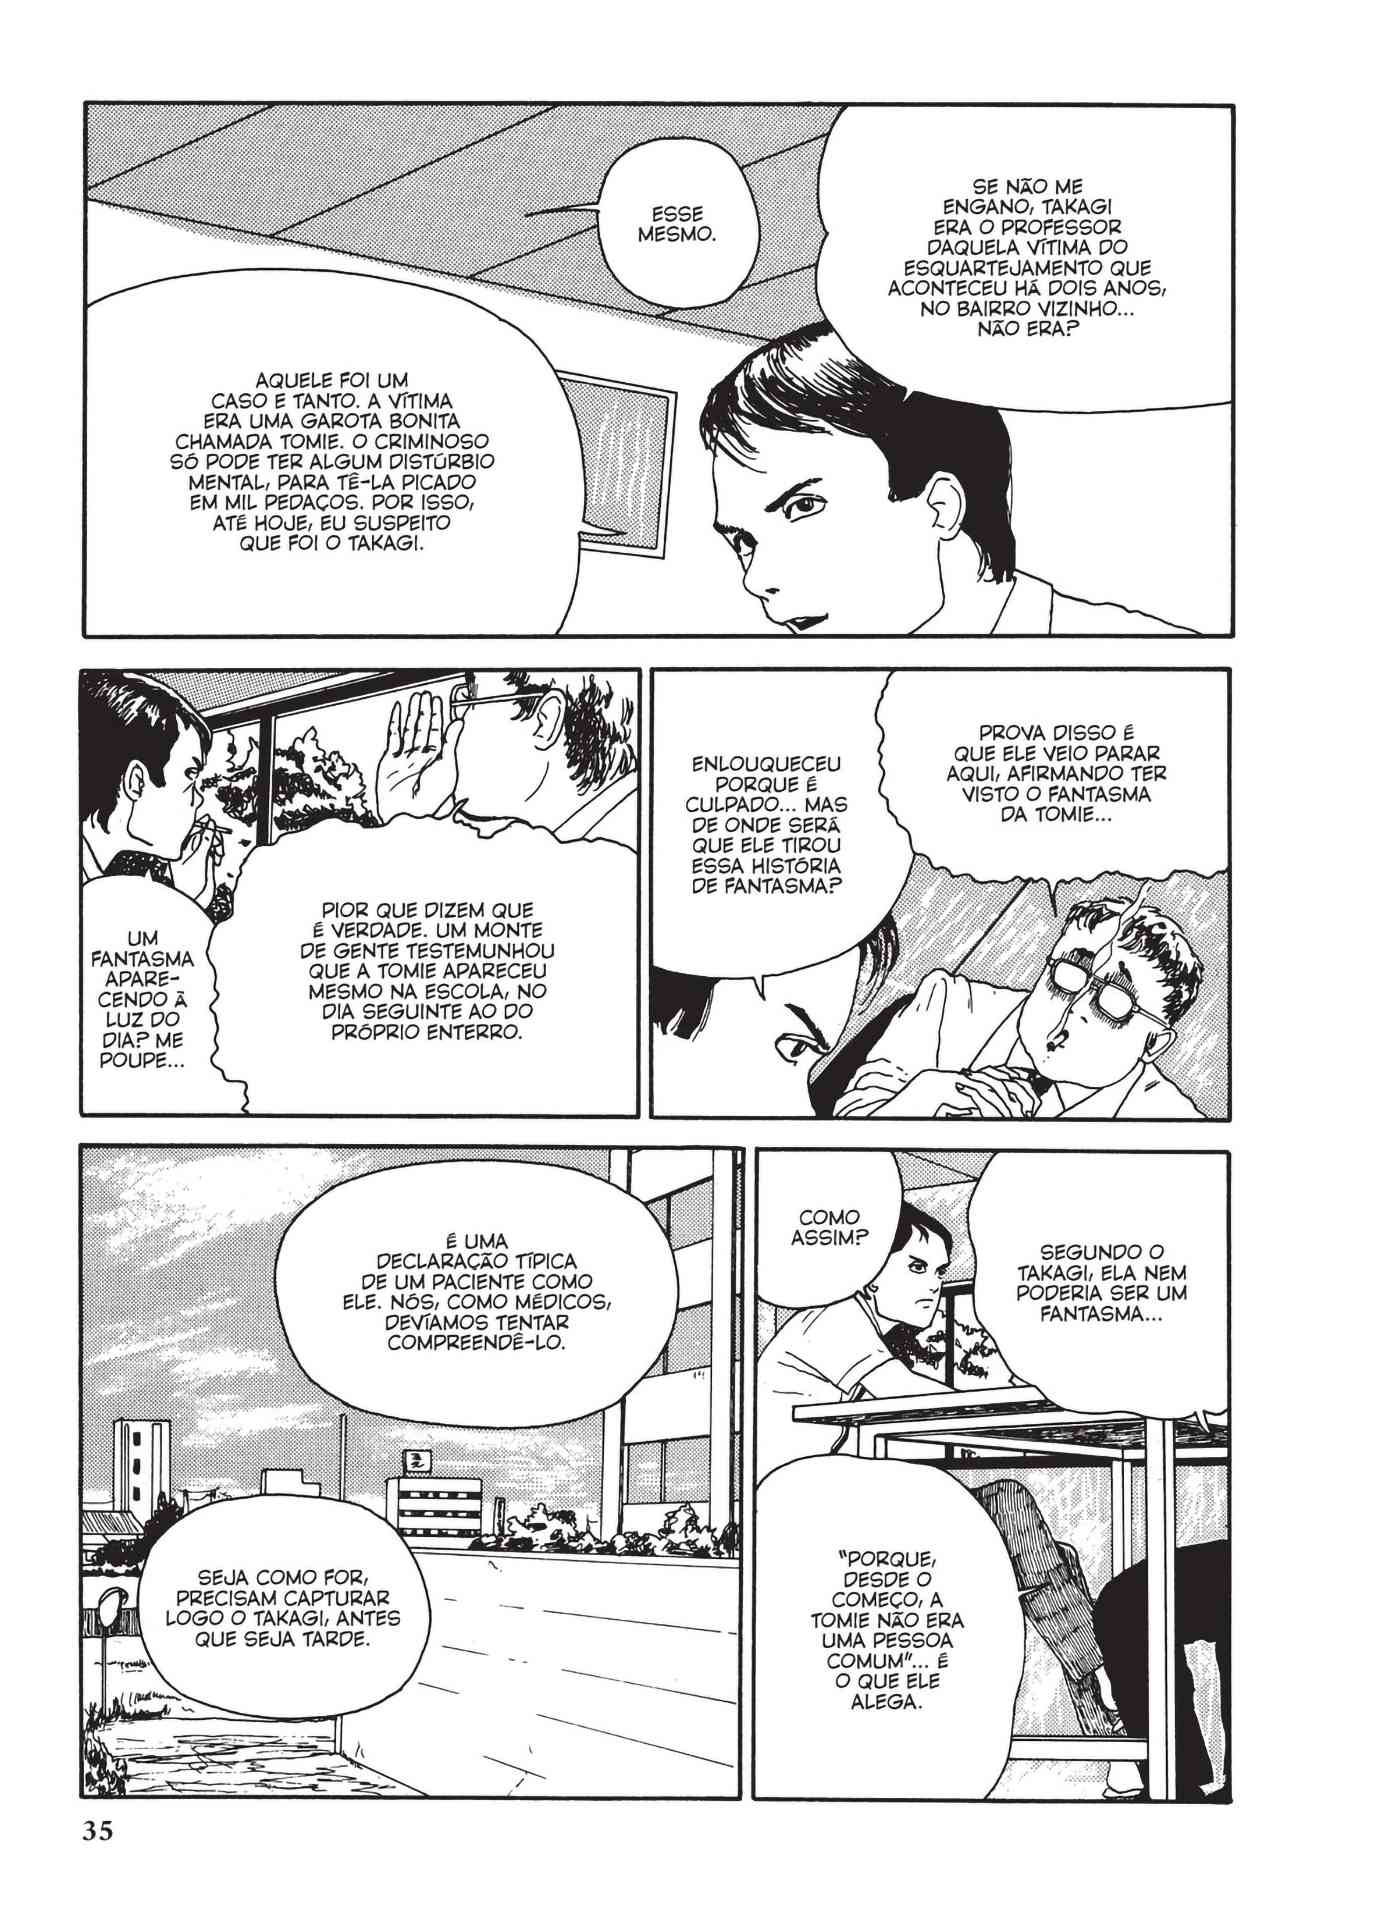 SE NÃO ME
ENGANO, TAKAGI
ERA O PROFESSOR
DAQUELA VÍTIMA DO
ESQUARTEJAMENTO QUE
ACONTECEU HÁ DOIS ANOS,
NO BAIRRO VIZINHO...
NÃO ERA?
ESSE
MESMO.
AQUELE FOI UM
CASO E TANTO. A VÍTIMA
ERA UMA GAROTA BONITA
CHAMADA TOMIE. O CRIMINOSO
SÓ PODE TER ALGUM DISTÚRBIO
MENTAL, PARA TÊ-LA PICADO
EM MIL PEDAÇOS. POR ISSO,
ATÉ HOJE, EU SUSPEITO
QUE FOI O TAKAGI.
PROVA DISSO É
QUE ELE VEIO PARAR
AQUI, AFIRMANDO TER
VISTO O FANTASMA
DA TOMIE...
ENLOUQUECEU
PORQUE É
CULPADO... MAS
DE ONDE SERÁ
QUE ELE TIROU
ESSA HISTÓRIA
DE FANTASMA?
PIOR QUE DIZEM QUE
É VERDADE. UM MONTE
DE GENTE TESTEMUNHOU
QUE A TOMIE APARECEU
MESMO NA ESCOLA, NO
DIA SEGUINTE AO DO
PRÓPRIO ENTERRO.
UM
FANTASMA
APARE-
CENDO À
LUZ DO
DIA? ME
POUPE...
SEGUNDO O
TAKAGI, ELA NEM
PODERIA SER UM
FANTASMA...
COMO
ASSIM?
"PORQUE,
DESDE O
COMEÇO, A
TOMIE NÃO ERA
UMA PESSOA
COMUM"... É
O QUE ELE
ALEGA.
É UMA
DECLARAÇÃO TÍPICA
DE UM PACIENTE COMO
ELE. NÓS, COMO MÉDICOS,
DEVÍAMOS TENTAR
COMPREENDÊ-LO.
SEJA COMO FOR,
PRECISAM CAPTURAR
LOGO O TAKAGI, ANTES
QUE SEJA TARDE.
35